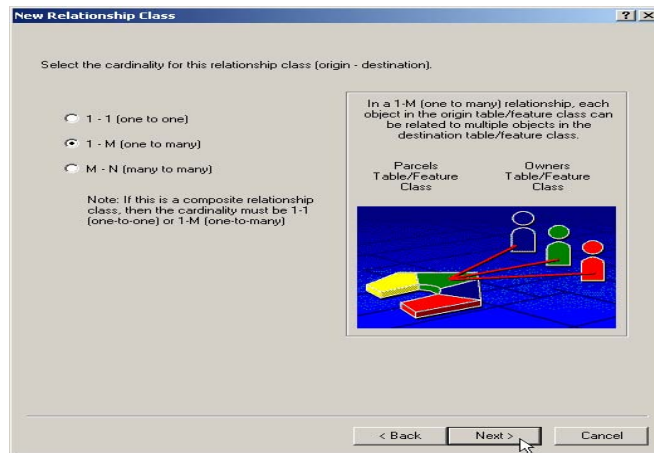 New Relationship Class
Select the cardinality for this relationship class (origin - destination).
1 - 1 (one to one)
1 - M (one to many)
M - N (many to many)
Note: If this is a composite relationship
class, then the cardinality must be 1-1
(one-to-one) or 1-M (one-to-many)
In a 1-M (one to many) relationship, each
object in the origin table/feature class can
be related to multiple objects in the
destination table/feature class.
Parcels
Table/Feature
Class
Owners
Table/Feature
Class
< Back
Next >
Cancel